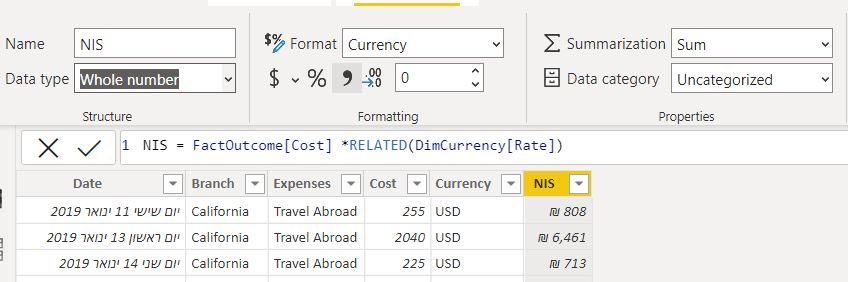 Name NIS Format Currency Summarization Sum
Data type Whole number $ % , .00 .0 0 Data category Uncategorized
Structure Formatting Properties
1 NIS = FactOutcome[Cost] *RELATED(DimCurrency[Rate])
Date Branch Expenses Cost Currency NIS
יום שישי 11 ינואר 2019 California Travel Abroad 255 USD ₪ 808
יום ראשון 13 ינואר 2019 California Travel Abroad 2040 USD ₪ 6,461
יום שני 14 ינואר 2019 California Travel Abroad 225 USD ₪ 713